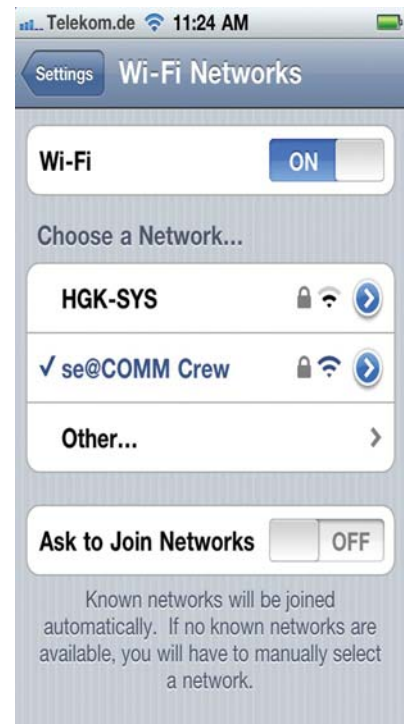 Telekom.de 11:24 AM
Settings Wi-Fi Networks
Wi-Fi ON
Choose a Network...
HGK-SYS
se@COMM Crew
Other...
Ask to Join Networks OFF
Known networks will be joined
automatically. If no known networks are
available, you will have to manually select
a network.